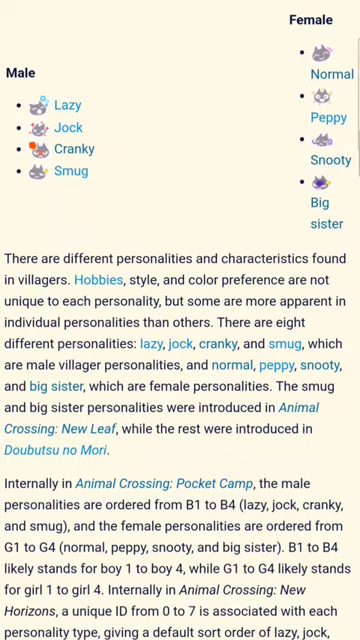 Female
Male
Lazy
Jock
Cranky
Smug
Normal
Peppy
Snooty
Big
sister
There are different personalities and characteristics found
in villagers. Hobbies, style, and color preference are not
unique to each personality, but some are more apparent in
individual personalities than others. There are eight
different personalities: lazy, jock, cranky, and smug, which
are male villager personalities, and normal, peppy, snooty,
and big sister, which are female personalities. The smug
and big sister personalities were introduced in Animal
Crossing: New Leaf, while the rest were introduced in
Doubutsu no Mori.
Internally in Animal Crossing: Pocket Camp, the male
personalities are ordered from B1 to B4 (lazy, jock, cranky,
and smug), and the female personalities are ordered from
G1 to G4 (normal, peppy, snooty, and big sister). B1 to B4
likely stands for boy 1 to boy 4, while G1 to G4 likely stands
for girl 1 to girl 4. Internally in Animal Crossing: New
Horizons, a unique ID from 0 to 7 is associated with each
personality type, giving a default sort order of lazy, jock,